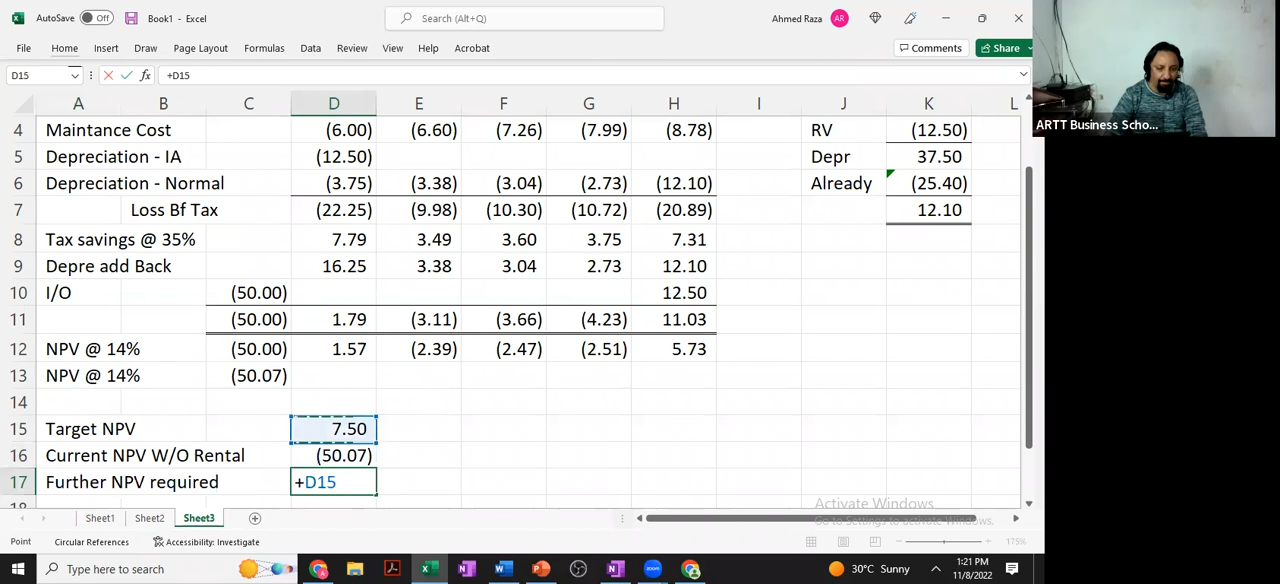 AutoSave Off Book1 - Excel Search (Alt+Q) Ahmed Raza AR
File Home Insert Draw Page Layout Formulas Data Review View Help Acrobat Comments Share
D15 fx +D15
A B C D E F G H I J K L
4 Maintance Cost (6.00) (6.60) (7.26) (7.99) (8.78) RV (12.50)
5 Depreciation - IA (12.50) Depr 37.50
6 Depreciation - Normal (3.75) (3.38) (3.04) (2.73) (12.10) Already (25.40)
7 Loss Bf Tax (22.25) (9.98) (10.30) (10.72) (20.89) 12.10
8 Tax savings @ 35% 7.79 3.49 3.60 3.75 7.31
9 Depre add Back 16.25 3.38 3.04 2.73 12.10
10 I/O (50.00) 12.50
11 (50.00) 1.79 (3.11) (3.66) (4.23) 11.03
12 NPV @ 14% (50.00) 1.57 (2.39) (2.47) (2.51) 5.73
13 NPV @ 14% (50.07)
14
15 Target NPV 7.50
16 Current NPV W/O Rental (50.07)
17 Further NPV required +D15
Activate Windows
Go to Settings to activate Windows.
Sheet1 Sheet2 Sheet3
Point Circular References Accessibility: Investigate 175%
Type here to search zoom 30°C Sunny 1:21 PM
11/8/2022
ARTT Business Scho...